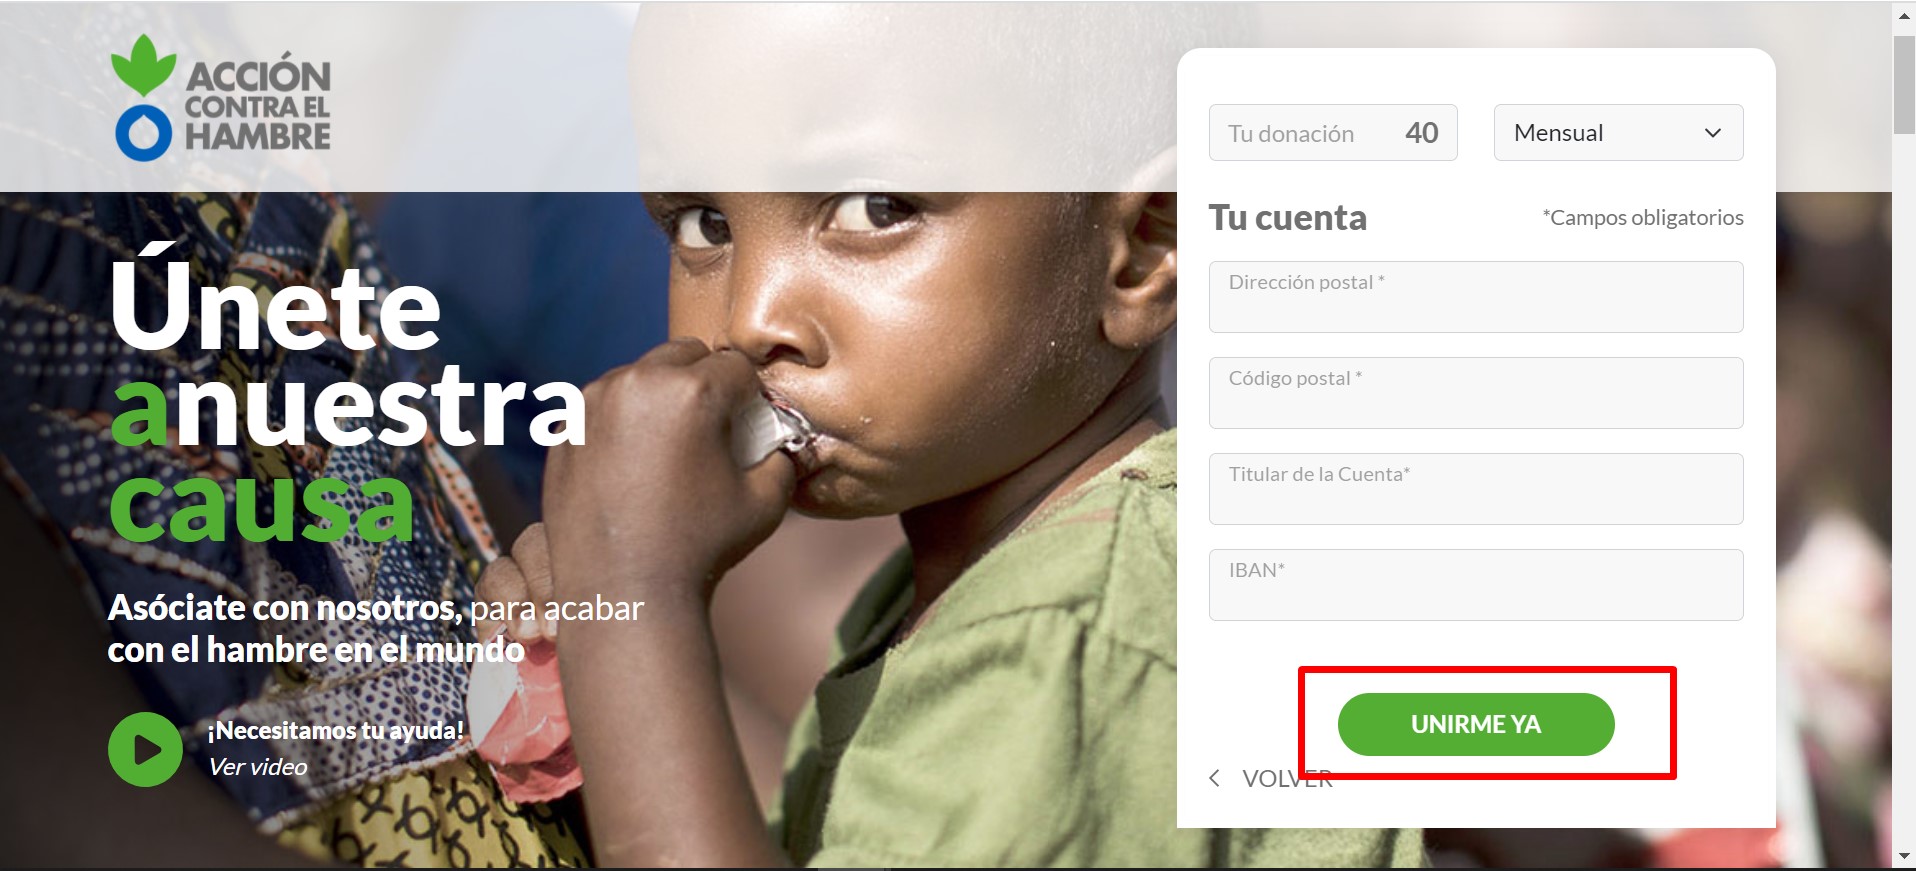 ACCIÓN
CONTRA EL
HAMBRE
Únete
anuestra
causa
Asóciate con nosotros, para acabar
con el hambre en el mundo
¡Necesitamos tu ayuda!
Ver video
Tu donación 40 Mensual
Tu cuenta *Campos obligatorios
Dirección postal *
Código postal *
Titular de la Cuenta*
IBAN*
UNIRME YA
VOLVER